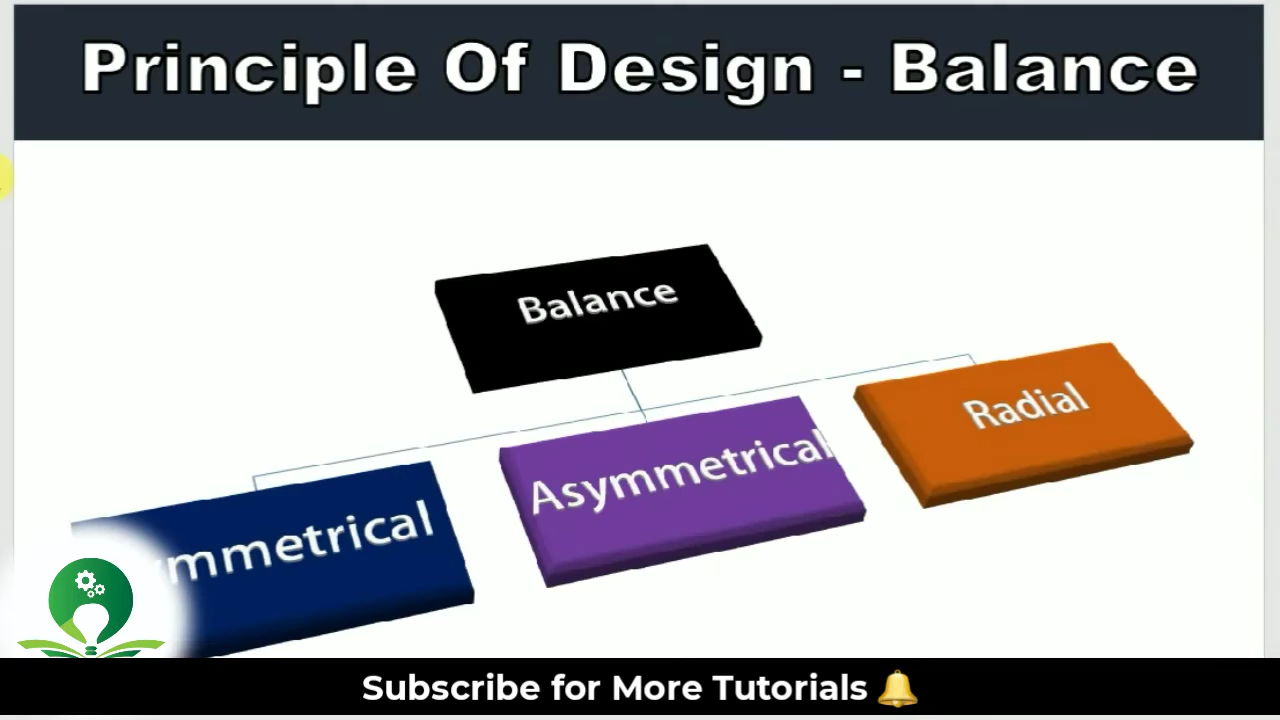 Principle Of Design - Balance
Balance
Radial
Asymmetrical
mmetrical
Subscribe for More Tutorials 🔔